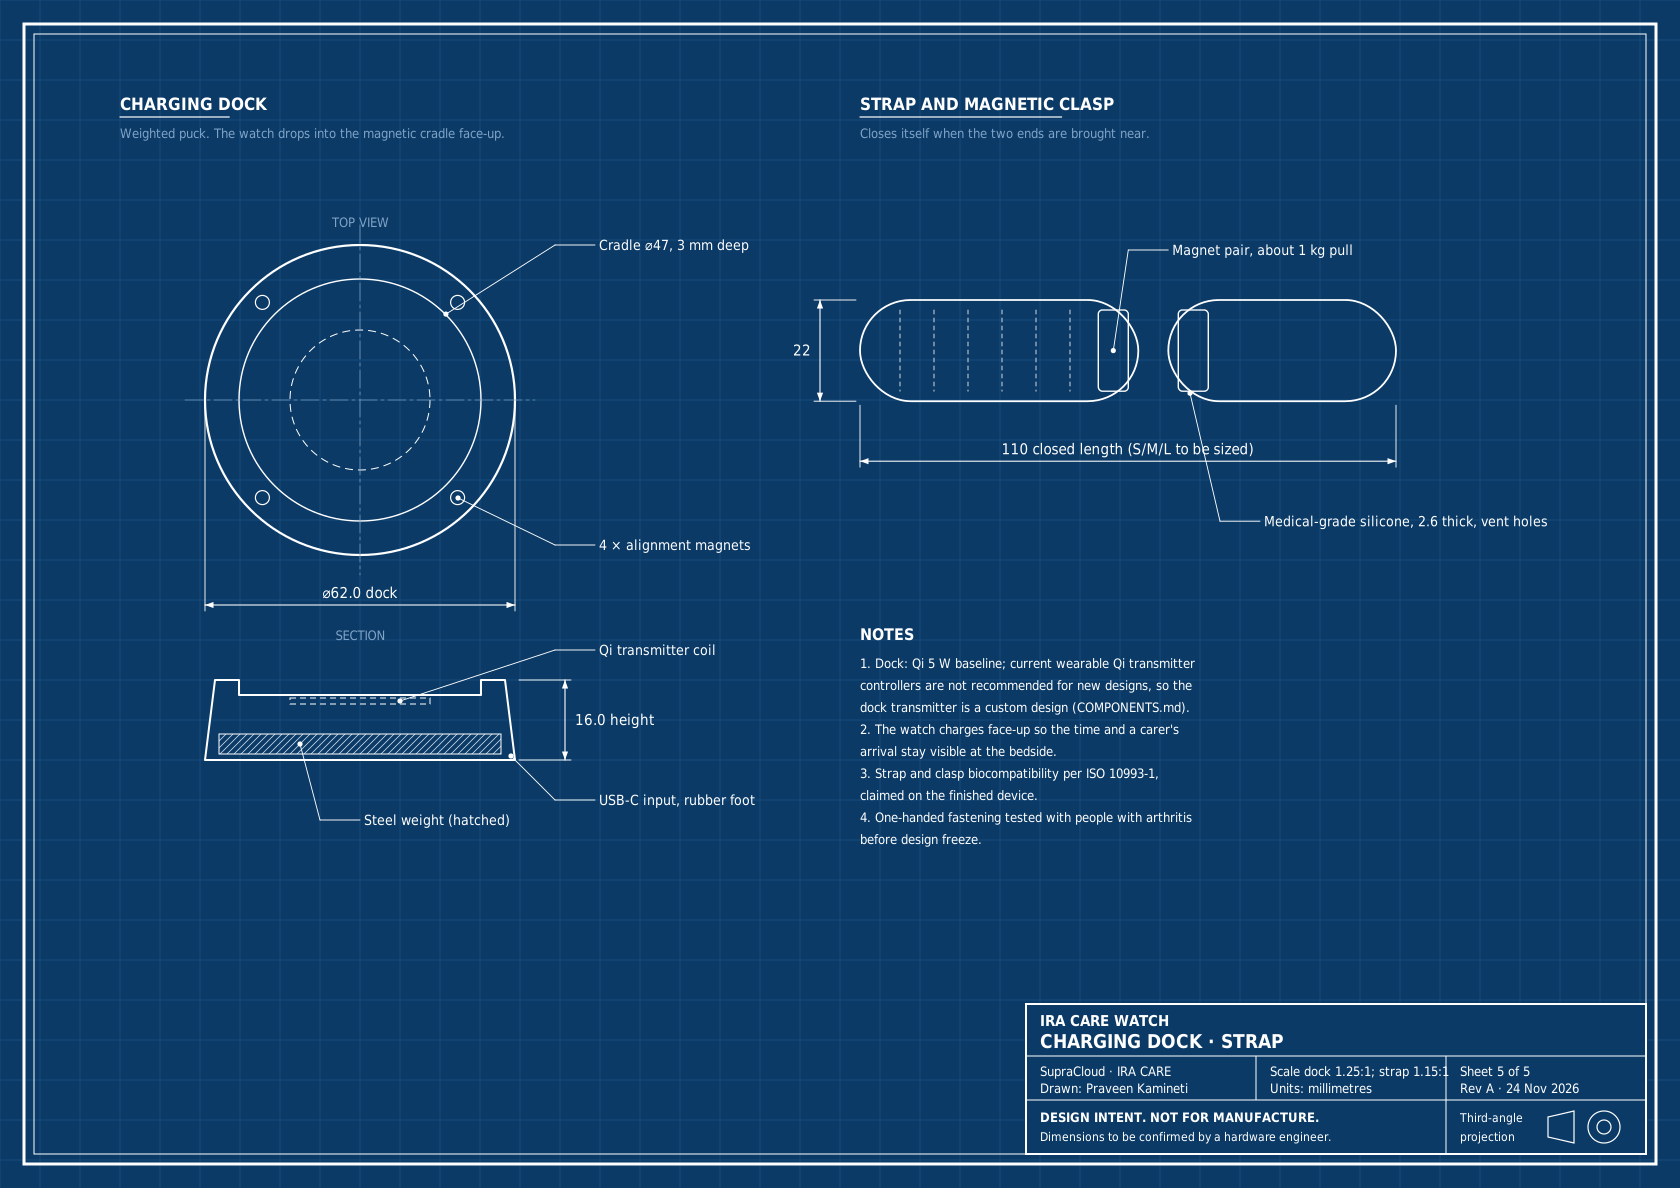 CHARGING DOCK
Weighted puck. The watch drops into the magnetic cradle face-up.
TOP VIEW
Cradle ⌀47, 3 mm deep
4 × alignment magnets
⌀62.0 dock
SECTION
Qi transmitter coil
16.0 height
USB-C input, rubber foot
Steel weight (hatched)
STRAP AND MAGNETIC CLASP
Closes itself when the two ends are brought near.
Magnet pair, about 1 kg pull
22
110 closed length (S/M/L to be sized)
Medical-grade silicone, 2.6 thick, vent holes
NOTES
1. Dock: Qi 5 W baseline; current wearable Qi transmitter
controllers are not recommended for new designs, so the
dock transmitter is a custom design (COMPONENTS.md).
2. The watch charges face-up so the time and a carer's
arrival stay visible at the bedside.
3. Strap and clasp biocompatibility per ISO 10993-1,
claimed on the finished device.
4. One-handed fastening tested with people with arthritis
before design freeze.
IRA CARE WATCH
CHARGING DOCK · STRAP
SupraCloud · IRA CARE
Drawn: Praveen Kamineti
Scale dock 1.25:1; strap 1.15:1
Units: millimetres
Sheet 5 of 5
Rev A · 24 Nov 2026
DESIGN INTENT. NOT FOR MANUFACTURE.
Dimensions to be confirmed by a hardware engineer.
Third-angle
projection